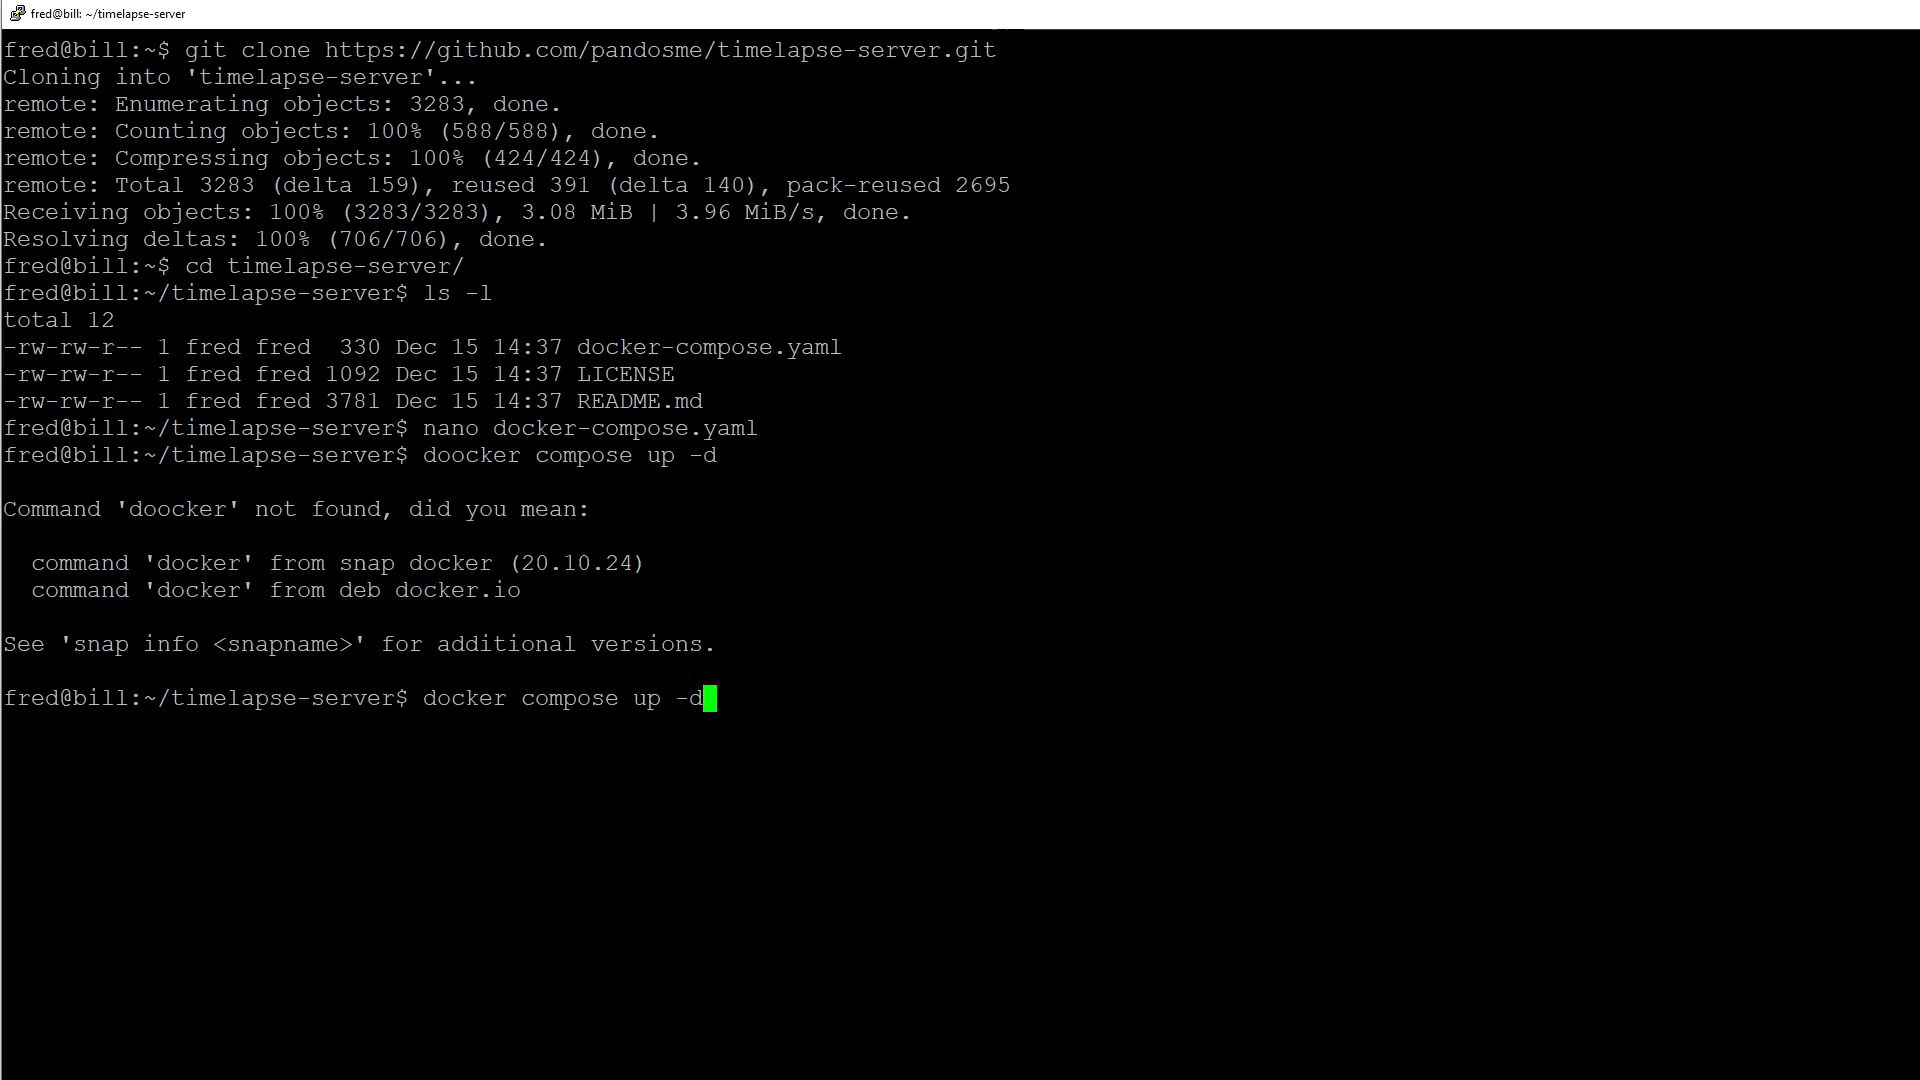 fred@bill: ~/timelapse-server
fred@bill:~$ git clone https://github.com/pandosme/timelapse-server.git
Cloning into 'timelapse-server'...
remote: Enumerating objects: 3283, done.
remote: Counting objects: 100% (588/588), done.
remote: Compressing objects: 100% (424/424), done.
remote: Total 3283 (delta 159), reused 391 (delta 140), pack-reused 2695
Receiving objects: 100% (3283/3283), 3.08 MiB | 3.96 MiB/s, done.
Resolving deltas: 100% (706/706), done.
fred@bill:~$ cd timelapse-server/
fred@bill:~/timelapse-server$ ls -l
total 12
-rw-rw-r-- 1 fred fred  330 Dec 15 14:37 docker-compose.yaml
-rw-rw-r-- 1 fred fred 1092 Dec 15 14:37 LICENSE
-rw-rw-r-- 1 fred fred 3781 Dec 15 14:37 README.md
fred@bill:~/timelapse-server$ nano docker-compose.yaml
fred@bill:~/timelapse-server$ doocker compose up -d
Command 'doocker' not found, did you mean:
  command 'docker' from snap docker (20.10.24)
  command 'docker' from deb docker.io
See 'snap info <snapname>' for additional versions.
fred@bill:~/timelapse-server$ docker compose up -d